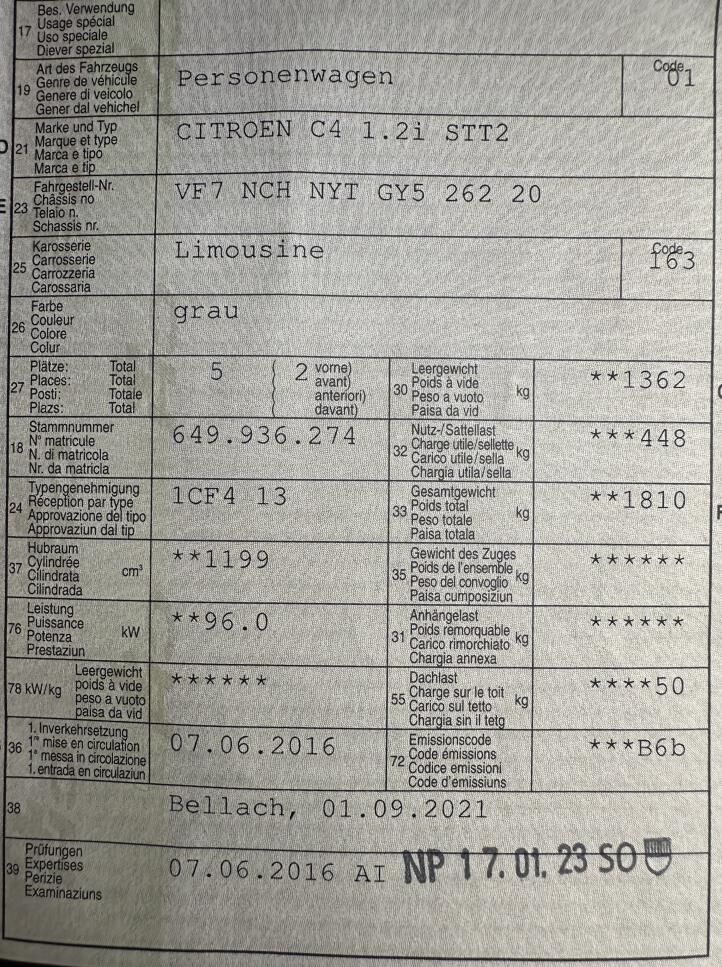 Bes. Verwendung
17 Usage spécial
Uso speciale
Diever spezial
Art des Fahrzeugs
19 Genre de véhicule
Genere di veicolo
Gener dal vehichel
Personenwagen
Code
01
Marke und Typ
21 Marque et type
Marca e tipo
Marca e tip
CITROEN C4 1.2i STT2
Fahrgestell-Nr.
23 Châssis no
Telaio n.
Schassis nr.
VF7 NCH NYT GY5 262 20
Karosserie
25 Carrosserie
Carrozzeria
Carossaria
Limousine
Code
163
Farbe
26 Couleur
Colore
Colur
grau
Plätze: Total
27 Places: Total
Posti: Totale
Plazs: Total
5 ( 2 vorne)
avant)
anteriori)
davant)
Leergewicht
30 Poids à vide kg
Peso a vuoto
Paisa da vid
**1362
Stammnummer
18 N° matricule
N. di matricola
Nr. da matricla
649.936.274
Nutz-/Sattellast
32 Charge utile/sellette kg
Carico utile/sella
Chargia utila/sella
***448
Typengenehmigung
24 Réception par type
Approvazione del tipo
Approvaziun dal tip
1CF4 13
Gesamtgewicht
33 Poids total kg
Peso totale
Paisa totala
**1810
Hubraum
37 Cylindrée cm³
Cilindrata
Cilindrada
**1199
Gewicht des Zuges
35 Poids de l'ensemble kg
Peso del convoglio
Paisa cumposiziun
******
Leistung
76 Puissance kW
Potenza
Prestaziun
**96.0
Anhängelast
31 Poids remorquable kg
Carico rimorchiato
Chargia annexa
******
Leergewicht
78 kW/kg poids à vide
peso a vuoto
paisa da vid
******
Dachlast
55 Charge sur le toit kg
Carico sul tetto
Chargia sin il tetg
****50
1. Inverkehrsetzung
36 1re mise en circulation
1a messa in circolazione
1. entrada en circulaziun
07.06.2016
Emissionscode
72 Code émissions
Codice emissioni
Code d'emissiuns
***B6b
38 Bellach, 01.09.2021
Prüfungen
39 Expertises
Perizie
Examinaziuns
07.06.2016 AI NP 17.01.23 SO